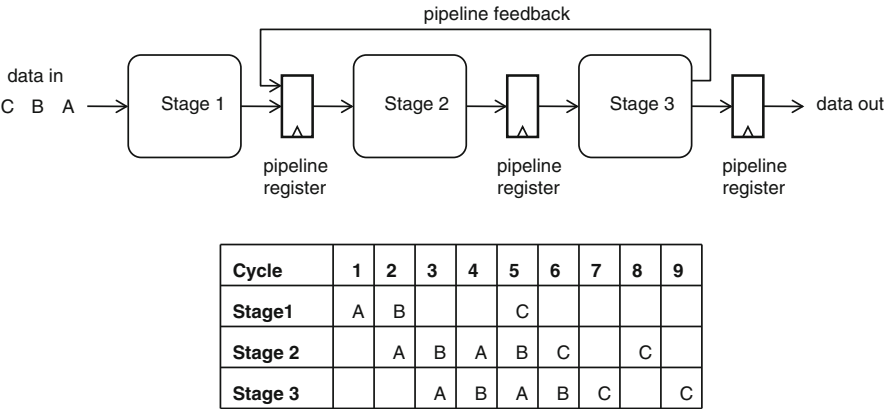 pipeline feedback
data in
C B A
Stage 1
Stage 2
Stage 3
data out
pipeline
register
pipeline
register
pipeline
register
Cycle 1 2 3 4 5 6 7 8 9
Stage1 A B C
Stage 2 A B A B C C
Stage 3 A B A B C C